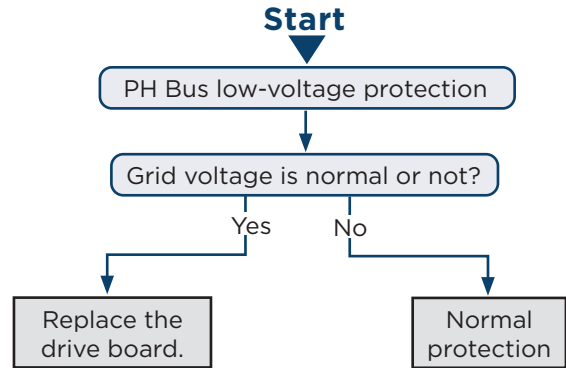 Start
PH Bus low-voltage protection
Grid voltage is normal or not?
Yes
No
Replace the
drive board.
Normal
protection